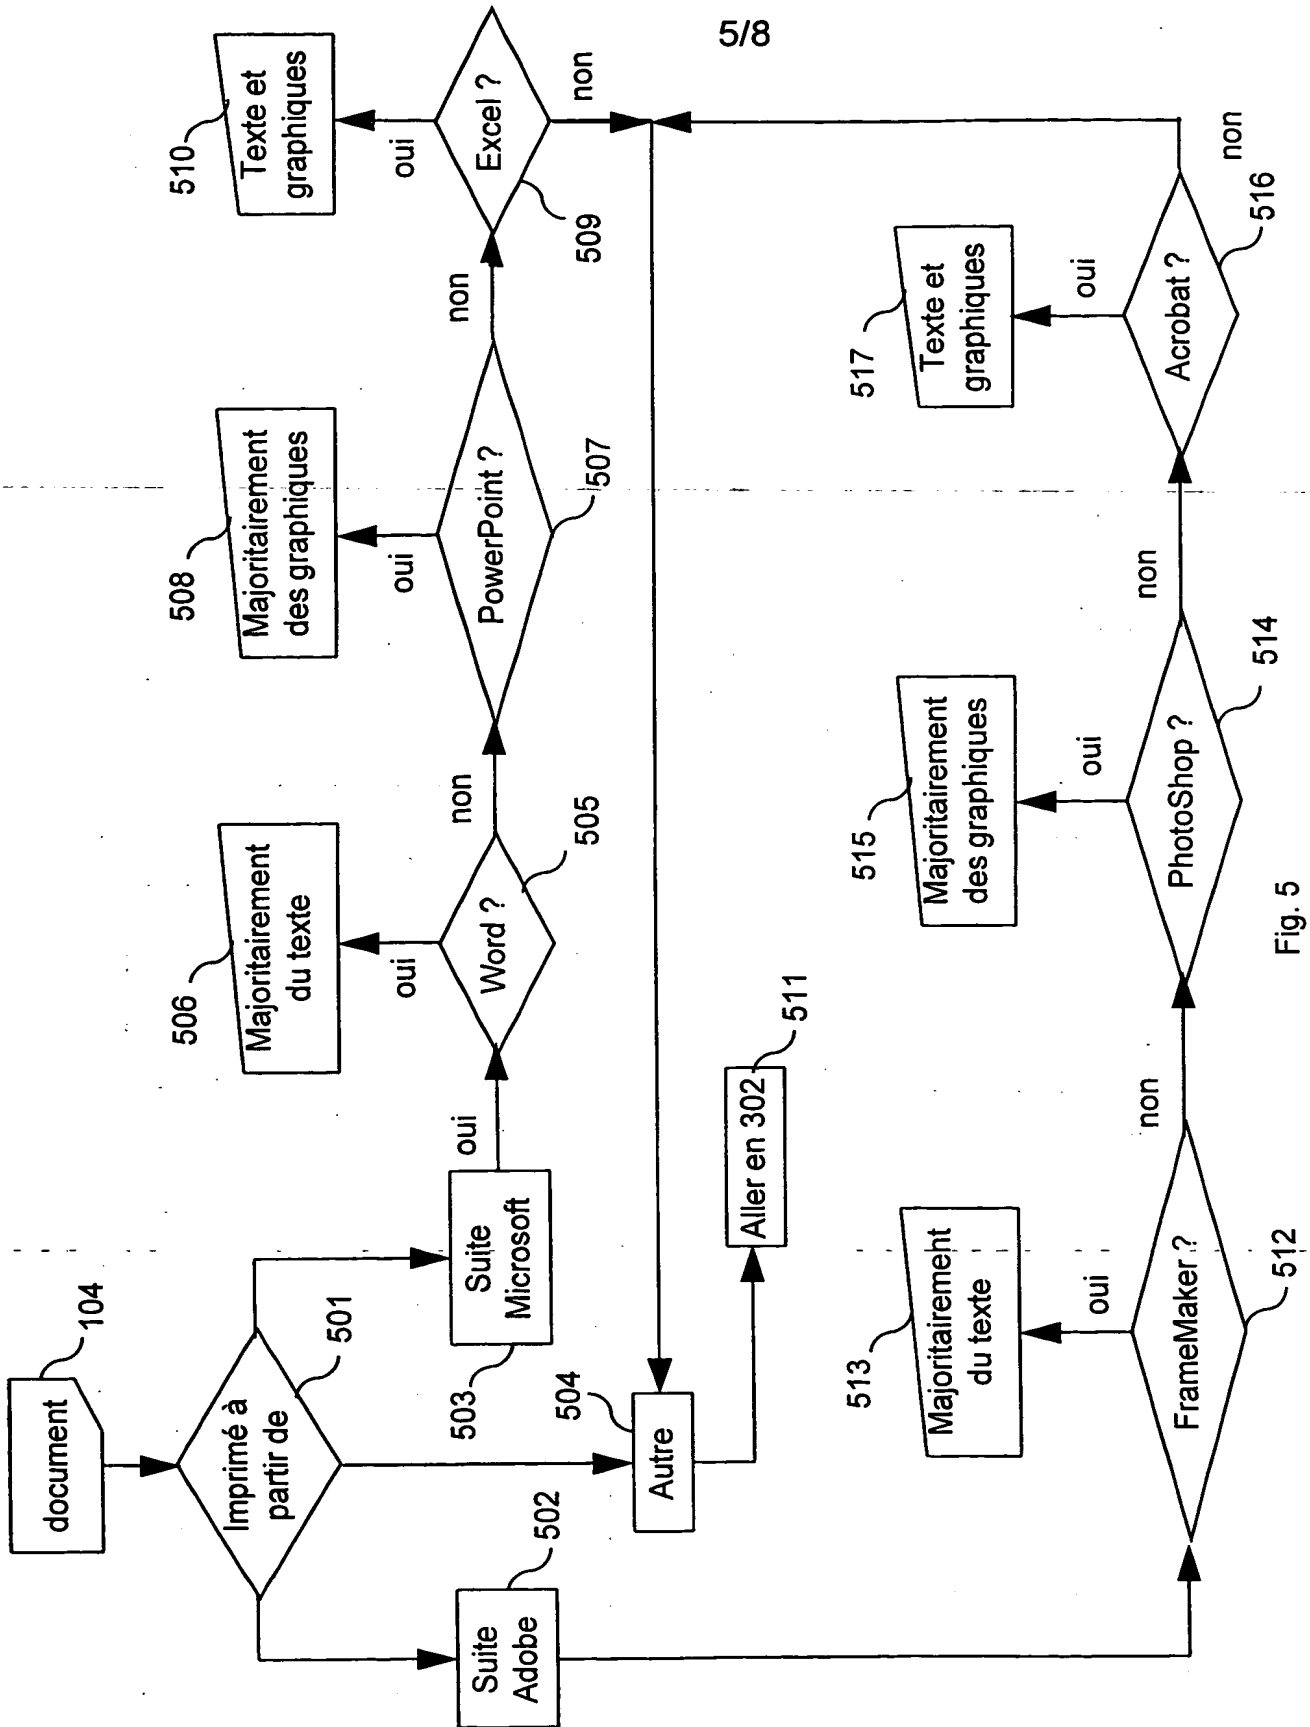 5/8
document
104
Imprimé à
partir de
501
Suite
Adobe
502
Suite
Microsoft
503
Autre
504
Aller en 302
511
oui
Word ?
505
oui
Majoritairement
du texte
506
non
PowerPoint ?
507
oui
Majoritairement
des graphiques
508
non
Excel ?
509
oui
Texte et
graphiques
510
non
FrameMaker ?
512
oui
Majoritairement
du texte
513
non
PhotoShop ?
514
oui
Majoritairement
des graphiques
515
non
Acrobat ?
516
oui
Texte et
graphiques
517
non
Fig. 5